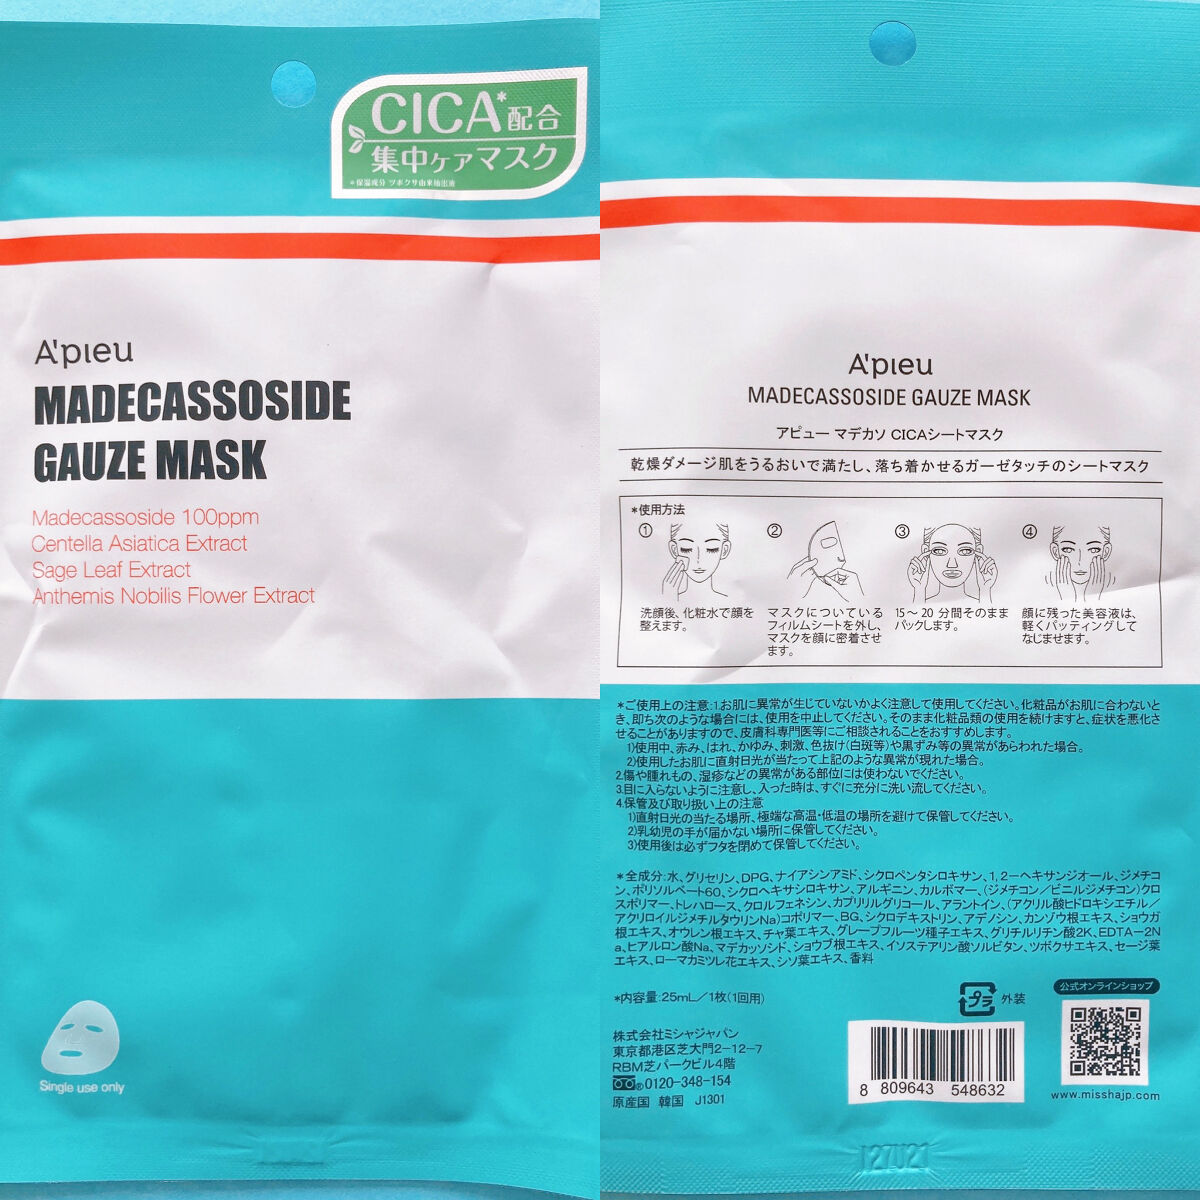 CICA*配合
集中ケアマスク
*保湿成分 ツボクサ由来抽出液
A'pieu
MADECASSOSIDE
GAUZE MASK
Madecassoside 100ppm
Centella Asiatica Extract
Sage Leaf Extract
Anthemis Nobilis Flower Extract
Single use only
A'pieu
MADECASSOSIDE GAUZE MASK
アピュー マデカソ CICAシートマスク
乾燥ダメージ肌をうるおいで満たし、落ち着かせるガーゼタッチのシートマスク
*使用方法
①
洗顔後、化粧水で顔を
整えます。
②
マスクについている
フィルムシートを外し、
マスクを顔に密着させ
ます。
③
15〜20 分間そのまま
パックします。
④
顔に残った美容液は、
軽くパッティングして
なじませます。
*ご使用上の注意:1.お肌に異常が生じていないかよく注意して使用してください。化粧品がお肌に合わないと
き、即ち次のような場合には、使用を中止してください。そのまま化粧品類の使用を続けますと、症状を悪化さ
せることがありますので、皮膚科専門医等にご相談されることをおすすめします。
1)使用中、赤み、はれ、かゆみ、刺激、色抜け(白斑等)や黒ずみ等の異常があらわれた場合。
2)使用したお肌に直射日光が当たって上記のような異常が現れた場合。
2.傷や腫れもの、湿疹などの異常がある部位には使わないでください。
3.目に入らないように注意し、入った時は、すぐに充分に洗い流してください。
4.保管及び取り扱い上の注意
1)直射日光の当たる場所、極端な高温・低温の場所を避けて保管してください。
2)乳幼児の手が届かない場所に保管してください。
3)使用後は必ずフタを閉めて保管してください。
*全成分:水、グリセリン、DPG、ナイアシンアミド、シクロペンタシロキサン、1,2-ヘキサンジオール、ジメチコ
ン、ポリソルベート60、シクロヘキサシロキサン、アルギニン、カルボマー、(ジメチコン/ビニルジメチコン)クロ
スポリマー、トレハロース、クロルフェネシン、カプリリルグリコール、アラントイン、(アクリル酸ヒドロキシエチル/
アクリロイルジメチルタウリンNa)コポリマー、BG、シクロデキストリン、アデノシン、カンゾウ根エキス、ショウガ
根エキス、オウレン根エキス、チャ葉エキス、グレープフルーツ種子エキス、グリチルリチン酸2K、EDTA-2N
a、ヒアルロン酸Na、マデカッソシド、ショウブ根エキス、イソステアリン酸ソルビタン、ツボクサエキス、セージ葉
エキス、ローマカミツレ花エキス、シソ葉エキス、香料
*内容量:25mL/1枚(1回用)
プラ 外装
公式オンラインショップ
株式会社ミシャジャパン
東京都港区芝大門2-12-7
RBM芝パークビル4階
®0120-348-154
原産国 韓国 J1301
8 809643 548632
www.misshajp.com
127U21